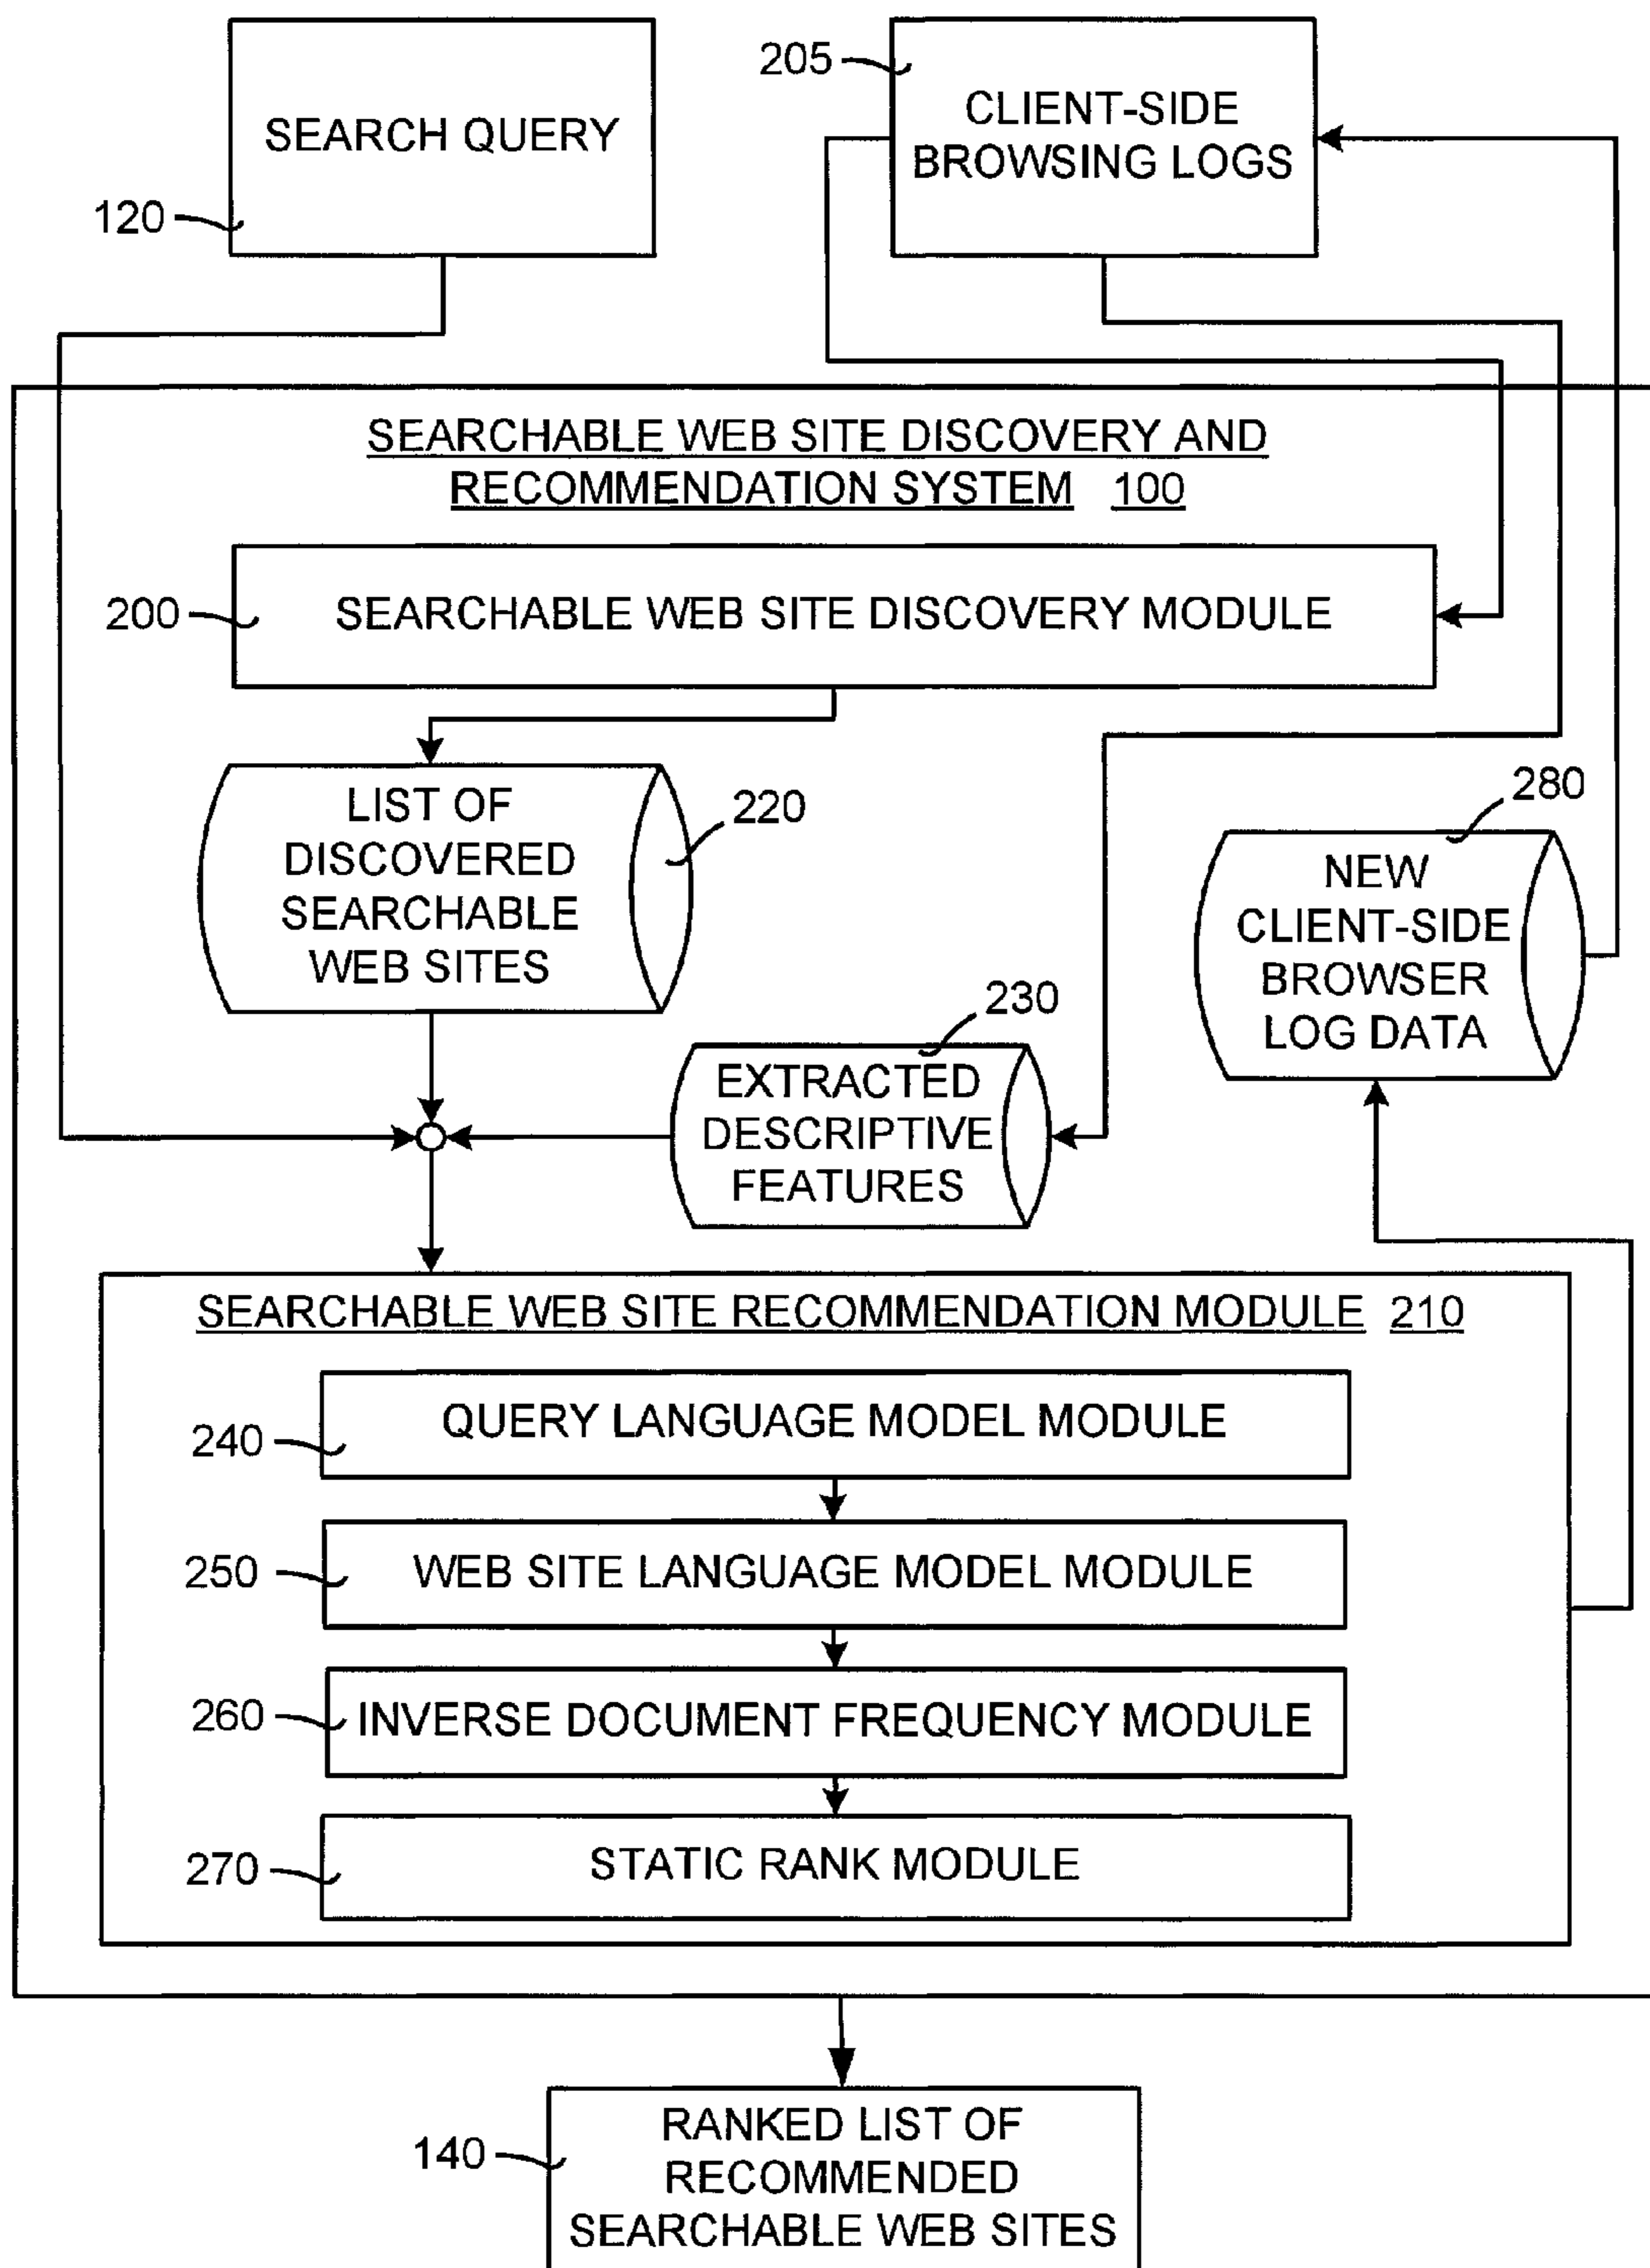 SEARCH QUERY
120
205
CLIENT-SIDE
BROWSING LOGS
SEARCHABLE WEB SITE DISCOVERY AND
RECOMMENDATION SYSTEM 100
200
SEARCHABLE WEB SITE DISCOVERY MODULE
LIST OF
DISCOVERED
SEARCHABLE
WEB SITES
220
280
NEW
CLIENT-SIDE
BROWSER
LOG DATA
230
EXTRACTED
DESCRIPTIVE
FEATURES
SEARCHABLE WEB SITE RECOMMENDATION MODULE 210
240
QUERY LANGUAGE MODEL MODULE
250
WEB SITE LANGUAGE MODEL MODULE
260
INVERSE DOCUMENT FREQUENCY MODULE
270
STATIC RANK MODULE
140
RANKED LIST OF
RECOMMENDED
SEARCHABLE WEB SITES